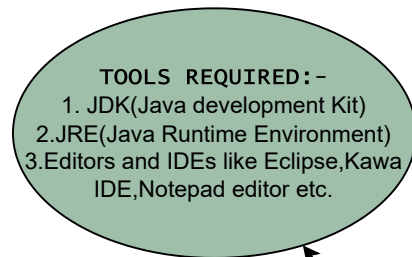 TOOLS REQUIRED:-
1. JDK(Java development Kit)
2.JRE(Java Runtime Environment)
3.Editors and IDEs like Eclipse,Kawa /
IDE,Notepad editor etc.